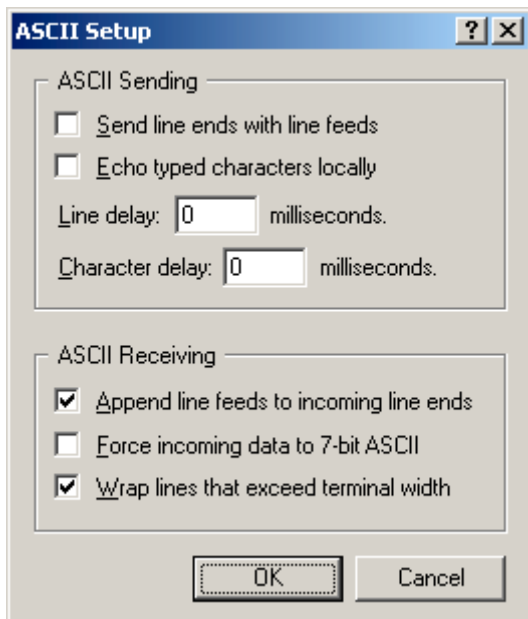 ASCII Setup
ASCII Sending
Send line ends with line feeds
Echo typed characters locally
Line delay: 0 milliseconds.
Character delay: 0 milliseconds.
ASCII Receiving
Append line feeds to incoming line ends
Force incoming data to 7-bit ASCII
Wrap lines that exceed terminal width
OK Cancel